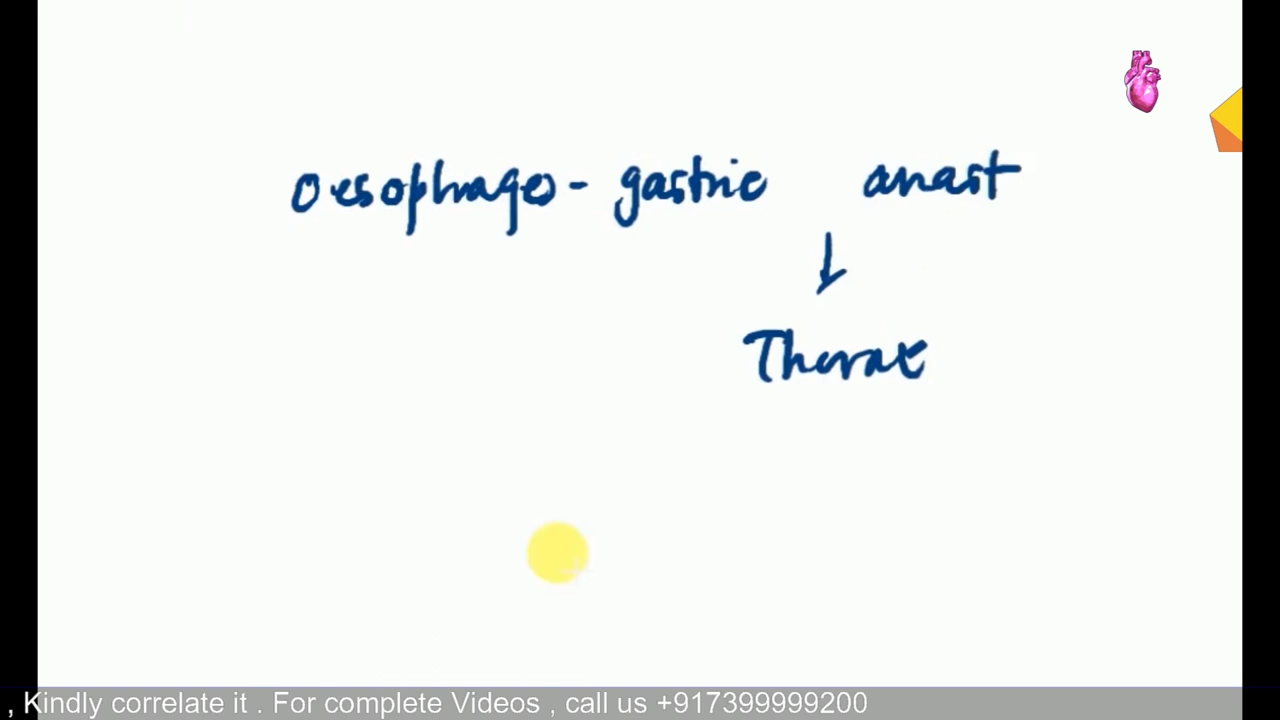 oesophago - gastric anast
↓
Thorax
, Kindly correlate it . For complete Videos , call us +917399999200